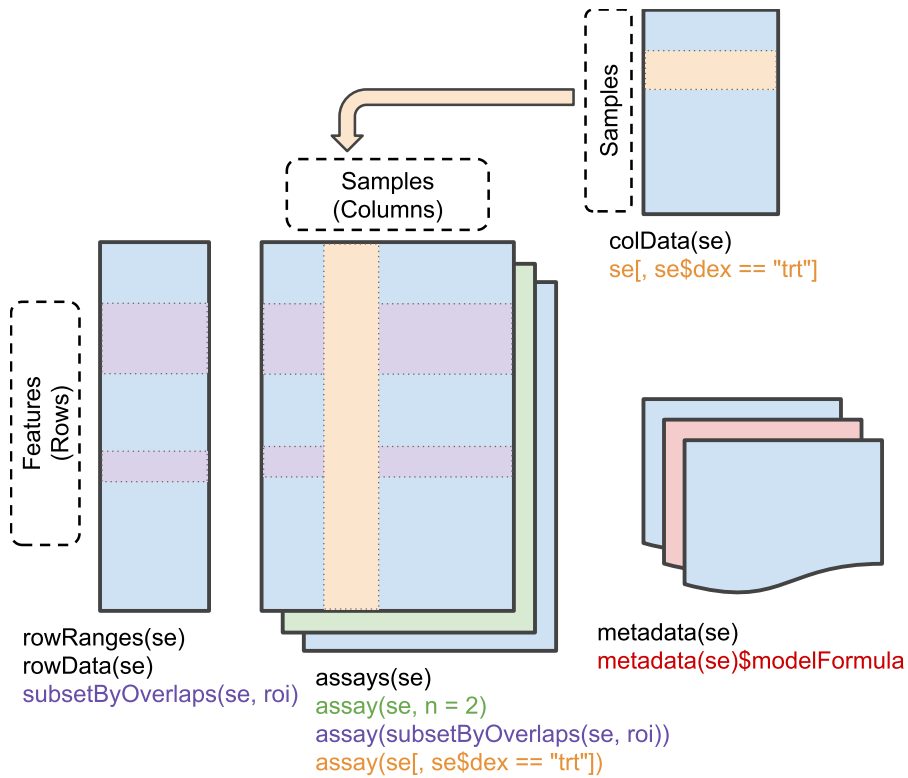 Samples
Samples
(Columns)
colData(se)
se[, se$dex == "trt"]
Features
(Rows)
rowRanges(se)
rowData(se)
subsetByOverlaps(se, roi)
assays(se)
assay(se, n = 2)
assay(subsetByOverlaps(se, roi))
assay(se[, se$dex == "trt"])
metadata(se)
metadata(se)$modelFormula